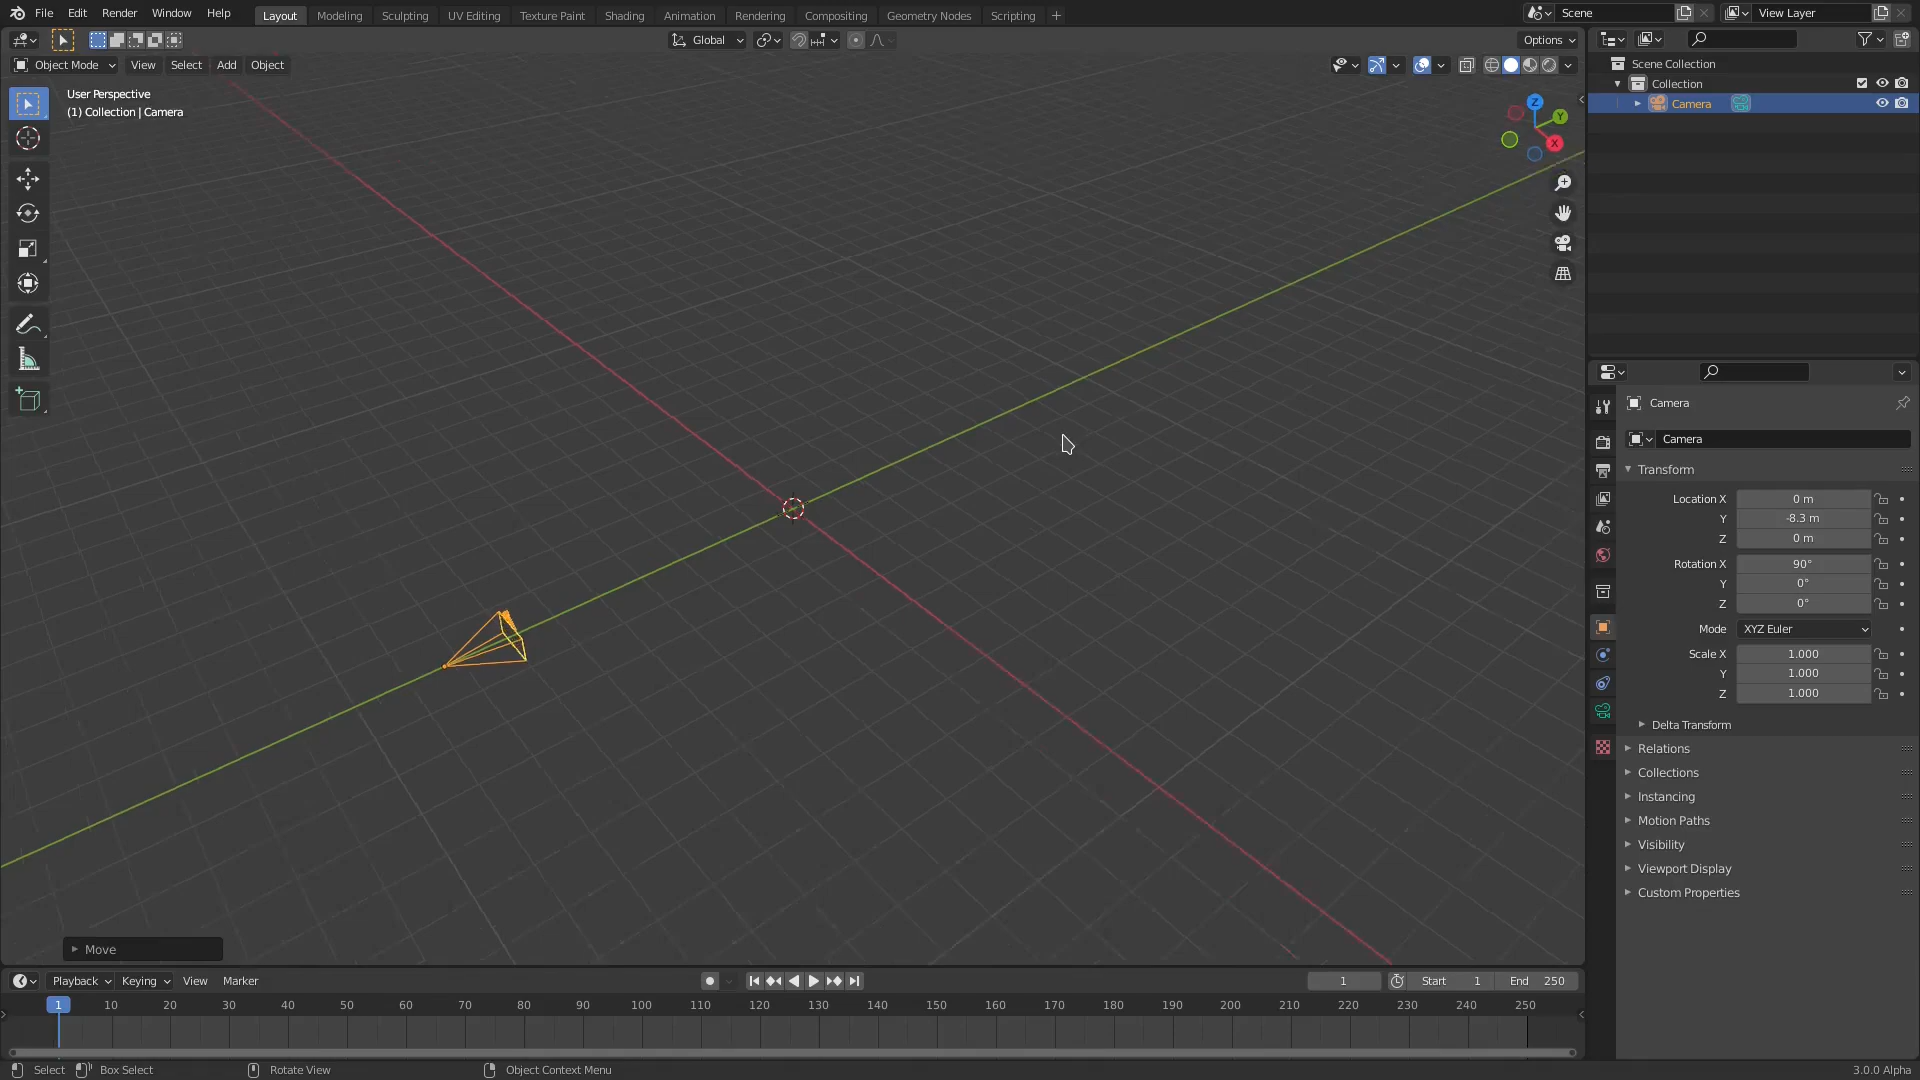 File Edit Render Window Help Layout Modeling Sculpting UV Editing Texture Paint Shading Animation Rendering Compositing Geometry Nodes Scripting + Scene View Layer
Global Options
Object Mode View Select Add Object
User Perspective
(1) Collection | Camera
Z
Y
X
Scene Collection
Collection
Camera
Camera
Camera
Transform
Location X 0 m
Y -8.3 m
Z 0 m
Rotation X 90°
Y 0°
Z 0°
Mode XYZ Euler
Scale X 1.000
Y 1.000
Z 1.000
Delta Transform
Relations
Collections
Instancing
Motion Paths
Visibility
Viewport Display
Custom Properties
Move
Playback Keying View Marker 1 Start 1 End 250
1 10 20 30 40 50 60 70 80 90 100 110 120 130 140 150 160 170 180 190 200 210 220 230 240 250
Select Box Select Rotate View Object Context Menu 3.0.0 Alpha